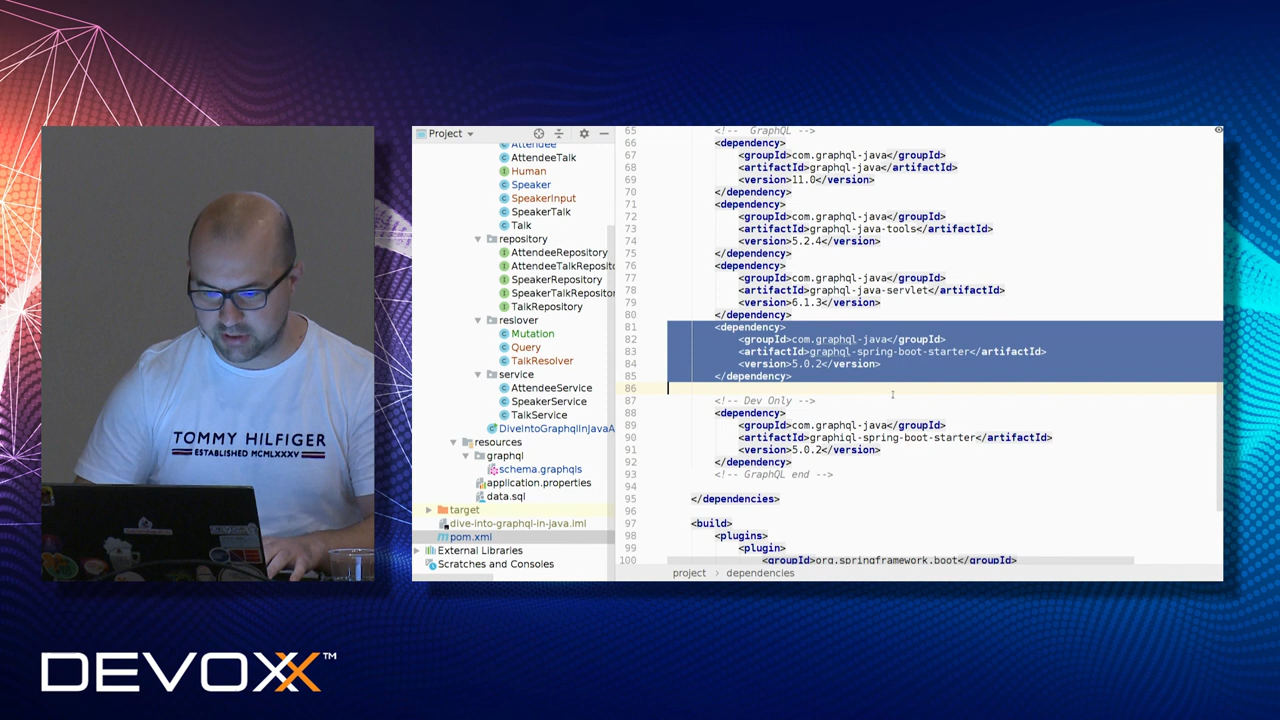 TOMMY HILFIGER
ESTABLISHED MCMLXXXV
DEVOXX
DEVOXX™
Project
Attendee
AttendeeTalk
Human
Speaker
SpeakerInput
SpeakerTalk
Talk
repository
AttendeeRepository
AttendeeTalkReposito
SpeakerRepository
SpeakerTalkRepositor
TalkRepository
reslover
Mutation
Query
TalkResolver
service
AttendeeService
SpeakerService
TalkService
DiveIntoGraphqlInJavaA
resources
graphql
schema.graphqls
application.properties
data.sql
target
dive-into-graphql-in-java.iml
pom.xml
External Libraries
Scratches and Consoles
65 <!-- GraphQL -->
66 <dependency>
67 <groupId>com.graphql-java</groupId>
68 <artifactId>graphql-java</artifactId>
69 <version>11.0</version>
70 </dependency>
71 <dependency>
72 <groupId>com.graphql-java</groupId>
73 <artifactId>graphql-java-tools</artifactId>
74 <version>5.2.4</version>
75 </dependency>
76 <dependency>
77 <groupId>com.graphql-java</groupId>
78 <artifactId>graphql-java-servlet</artifactId>
79 <version>6.1.3</version>
80 </dependency>
81 <dependency>
82 <groupId>com.graphql-java</groupId>
83 <artifactId>graphql-spring-boot-starter</artifactId>
84 <version>5.0.2</version>
85 </dependency>
86
87 <!-- Dev Only -->
88 <dependency>
89 <groupId>com.graphql-java</groupId>
90 <artifactId>graphiql-spring-boot-starter</artifactId>
91 <version>5.0.2</version>
92 </dependency>
93 <!-- GraphQL end -->
94
95 </dependencies>
96
97 <build>
98 <plugins>
99 <plugin>
100 <groupId>org.springframework.boot</groupId>
project › dependencies